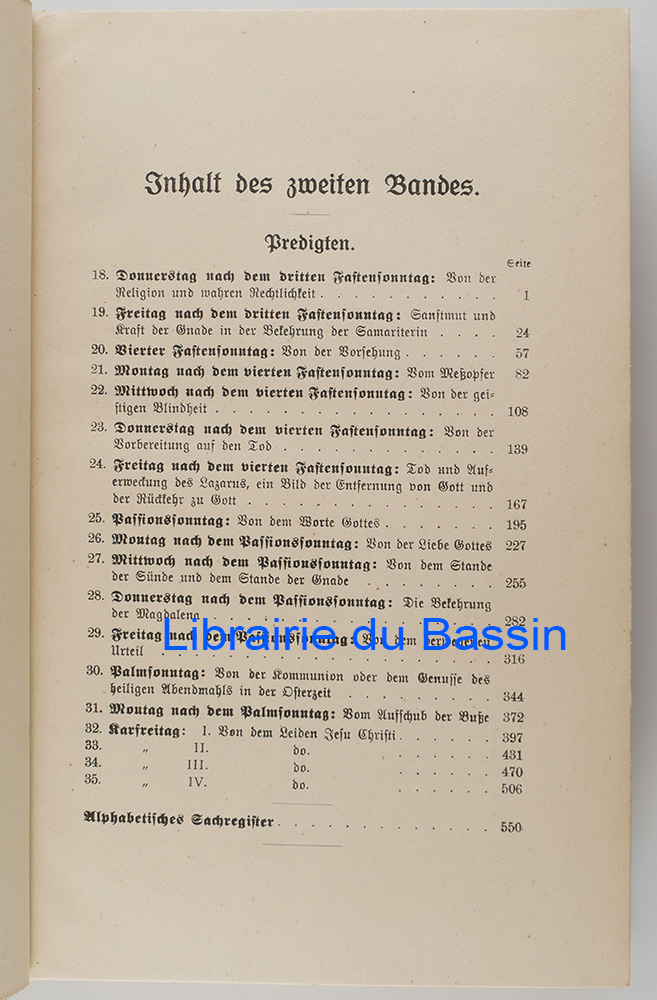 Inhalt des zweiten Bandes.
Predigten.
Seite
18. Donnerstag nach dem dritten Fastensonntag: Von der
Religion und wahren Rechtlichkeit . . . . . . . . . . 1
19. Freitag nach dem dritten Fastensonntag: Sanftmut und
Kraft der Gnade in der Bekehrung der Samariterin . . . . 24
20. Vierter Fastensonntag: Von der Vorsehung . . . . . . 57
21. Montag nach dem vierten Fastensonntag: Vom Meßopfer 82
22. Mittwoch nach dem vierten Fastensonntag: Von der gei-
stigen Blindheit . . . . . . . . . . . . . . . . 108
23. Donnerstag nach dem vierten Fastensonntag: Von der
Vorbereitung auf den Tod . . . . . . . . . . . . 139
24. Freitag nach dem vierten Fastensonntag: Tod und Auf-
erweckung des Lazarus, ein Bild der Entfernung von Gott und
der Rückkehr zu Gott . . . . . . . . . . . . . . 167
25. Passionssonntag: Von dem Worte Gottes . . . . . . . 195
26. Montag nach dem Passionssonntag: Von der Liebe Gottes 227
27. Mittwoch nach dem Passionssonntag: Von dem Stande
der Sünde und dem Stande der Gnade . . . . . . . . 255
28. Donnerstag nach dem Passionssonntag: Die Bekehrung
der Magdalena . . . . . . . . . . . . . . . . 282
Librairie du Bassin
29. Freitag nach dem Passionssonntag: Von dem verwegenen
Urteil . . . . . . . . . . . . . . . . . . . 316
30. Palmsonntag: Von der Kommunion oder dem Genusse des
heiligen Abendmahls in der Osterzeit . . . . . . . . . 344
31. Montag nach dem Palmsonntag: Vom Aufschub der Buße 372
32. Karfreitag: I. Von dem Leiden Jesu Christi . . . . . . 397
33. „ II. do. . . . . . . 431
34. „ III. do. . . . . . . 470
35. „ IV. do. . . . . . . 506
Alphabetisches Sachregister . . . . . . . . . . . . . 550